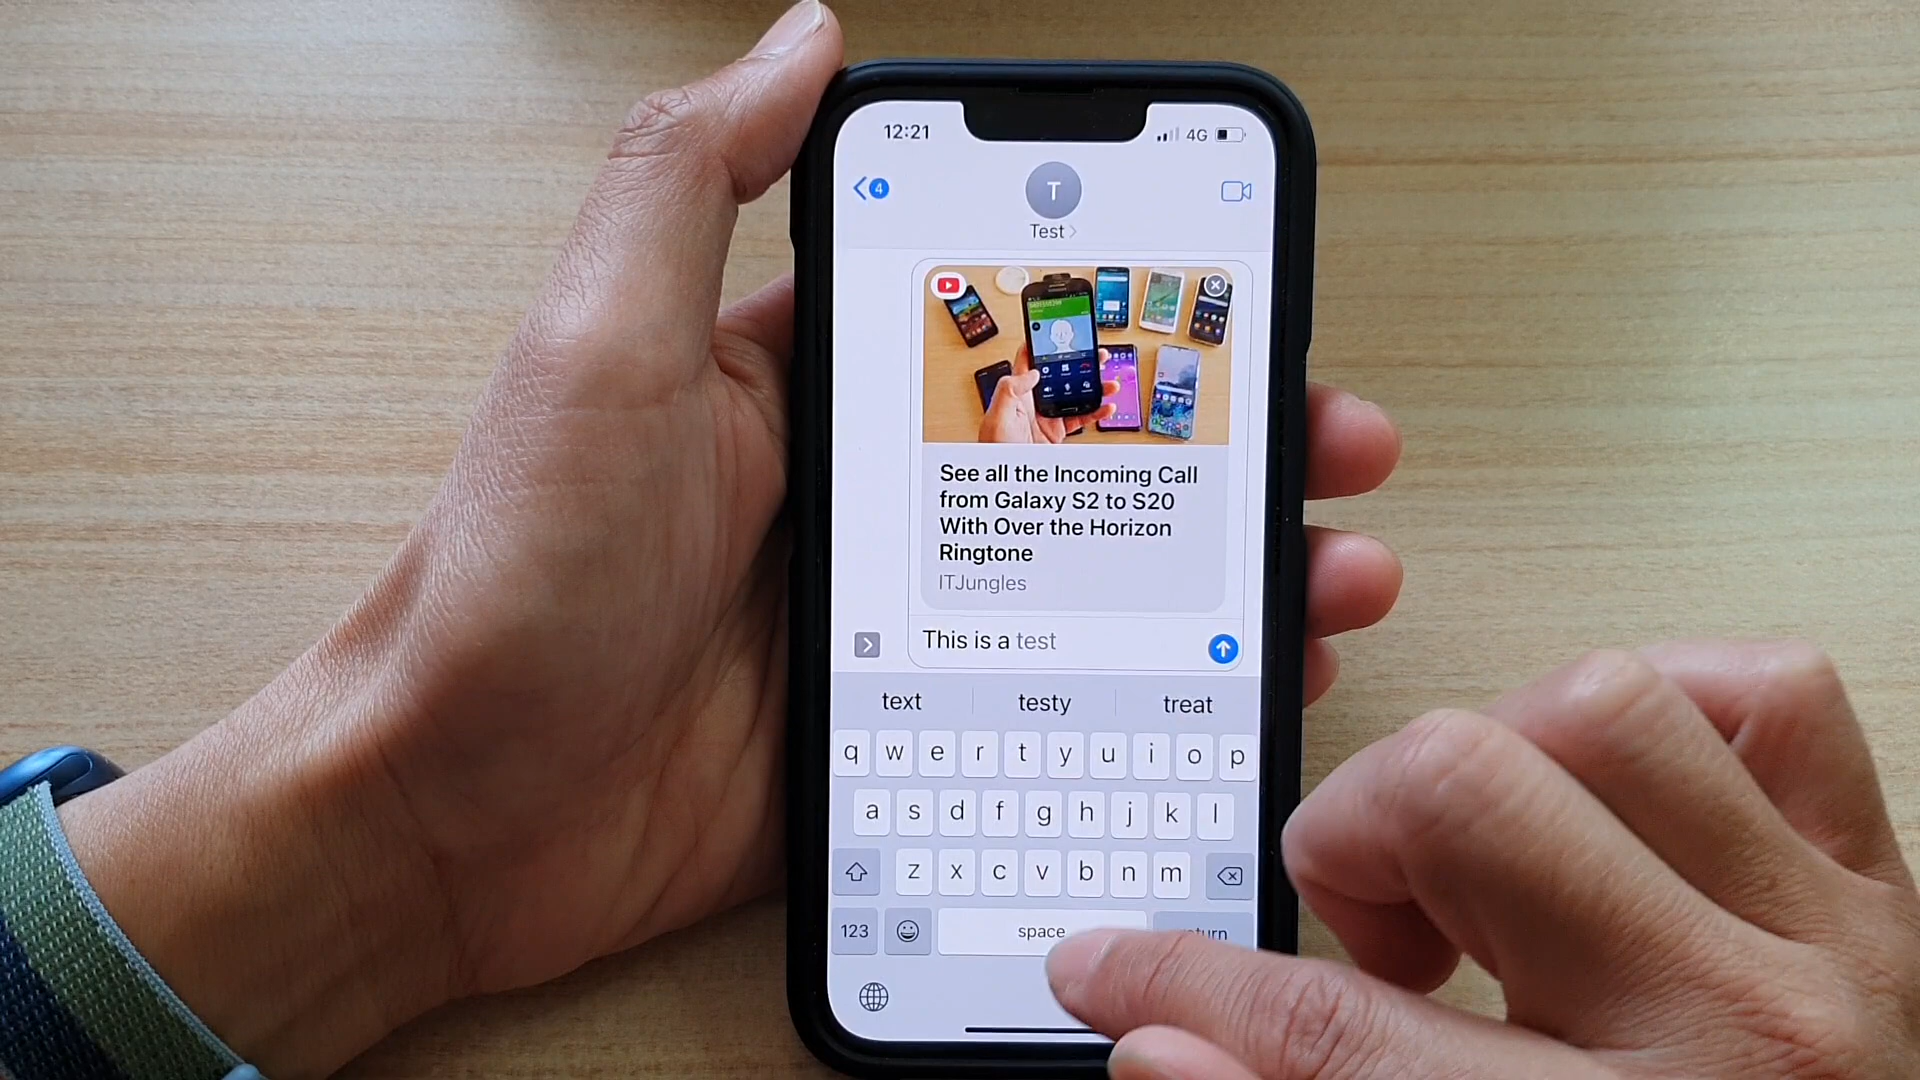 12:21
4G
4
T
Test
See all the Incoming Call
from Galaxy S2 to S20
With Over the Horizon
Ringtone
ITJungles
This is a test
text testy treat
q w e r t y u i o p
a s d f g h j k l
z x c v b n m
123 space